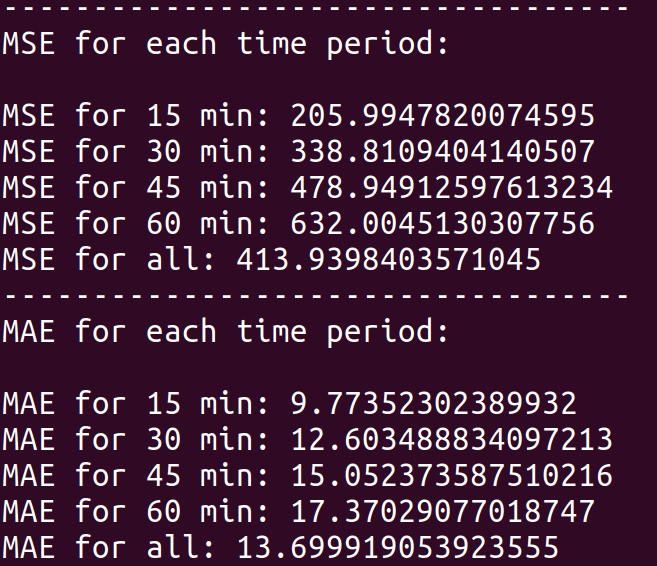 -----------------------------------
MSE for each time period:

MSE for 15 min: 205.9947820074595
MSE for 30 min: 338.8109404140507
MSE for 45 min: 478.94912597613234
MSE for 60 min: 632.0045130307756
MSE for all: 413.9398403571045
-----------------------------------
MAE for each time period:

MAE for 15 min: 9.77352302389932
MAE for 30 min: 12.603488834097213
MAE for 45 min: 15.052373587510216
MAE for 60 min: 17.37029077018747
MAE for all: 13.699919053923555